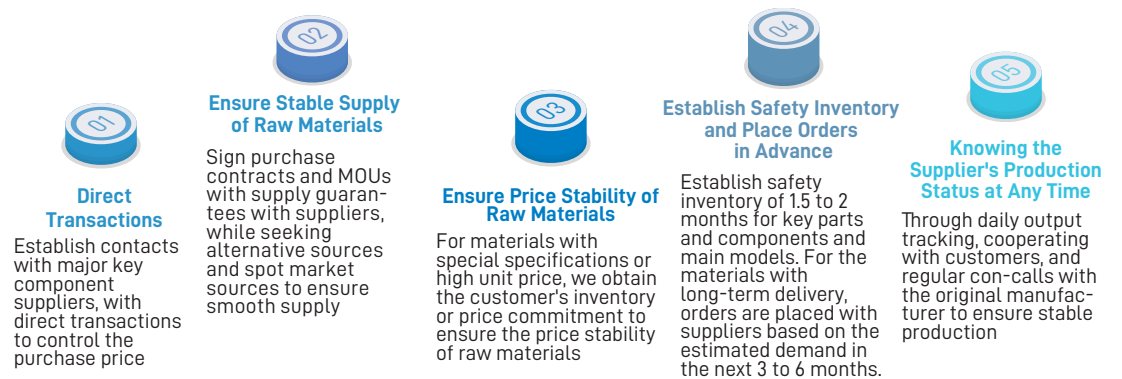 01
Direct
Transactions
Establish contacts
with major key
component
suppliers, with
direct transactions
to control the
purchase price
02
Ensure Stable Supply
of Raw Materials
Sign purchase
contracts and MOUs
with supply guaran-
tees with suppliers,
while seeking
alternative sources
and spot market
sources to ensure
smooth supply
03
Ensure Price Stability of
Raw Materials
For materials with
special specifications or
high unit price, we obtain
the customer's inventory
or price commitment to
ensure the price stability
of raw materials
04
Establish Safety Inventory
and Place Orders
in Advance
Establish safety
inventory of 1.5 to 2
months for key parts
and components and
main models. For the
materials with
long-term delivery,
orders are placed with
suppliers based on the
estimated demand in
the next 3 to 6 months.
05
Knowing the
Supplier's Production
Status at Any Time
Through daily output
tracking, cooperating
with customers, and
regular con-calls with
the original manufac-
turer to ensure stable
production